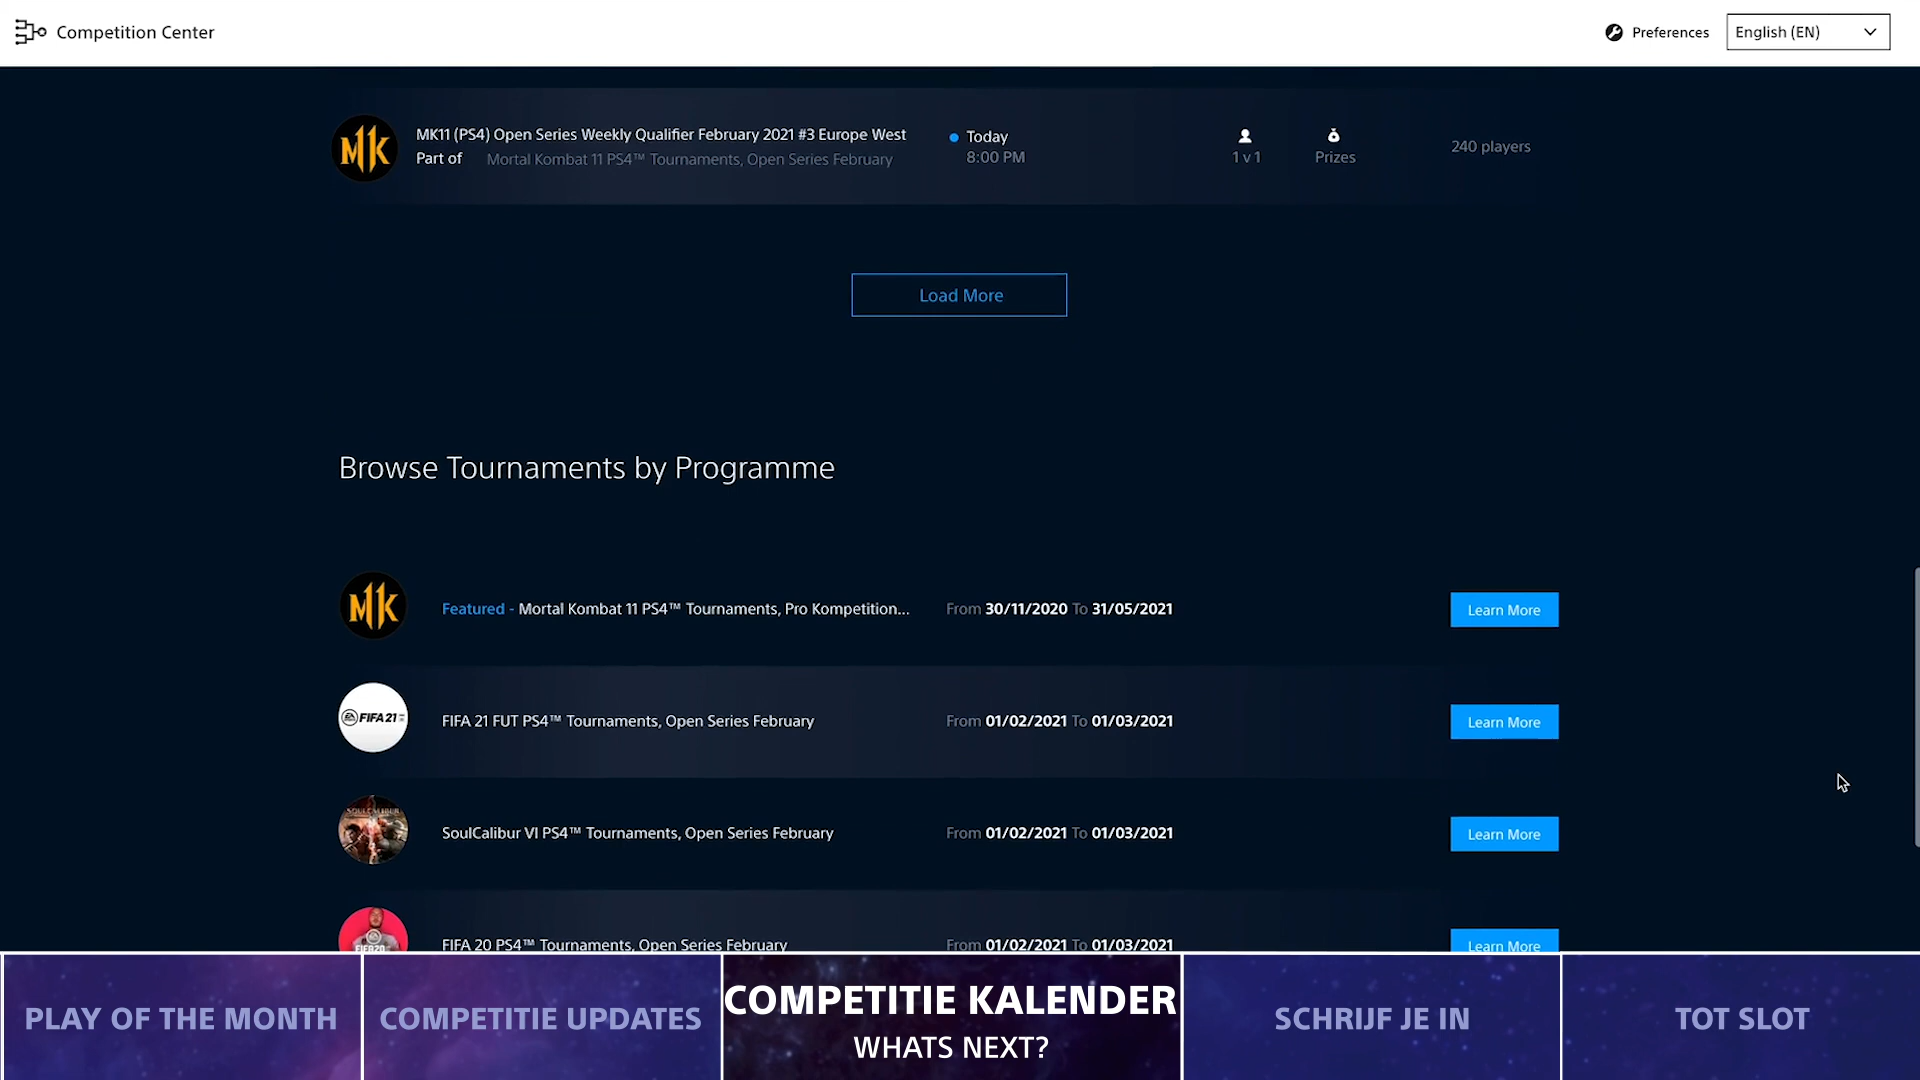 Competition Center
Preferences
English (EN)
MK11 (PS4) Open Series Weekly Qualifier February 2021 #3 Europe West
Part of Mortal Kombat 11 PS4™ Tournaments, Open Series February
Today
8:00 PM
1 v 1
Prizes
240 players
Load More
Browse Tournaments by Programme
Featured - Mortal Kombat 11 PS4™ Tournaments, Pro Kompetition...
From 30/11/2020 To 31/05/2021
Learn More
FIFA 21
FIFA 21 FUT PS4™ Tournaments, Open Series February
From 01/02/2021 To 01/03/2021
Learn More
SOULCALIBUR
SoulCalibur VI PS4™ Tournaments, Open Series February
From 01/02/2021 To 01/03/2021
Learn More
FIFA 20
FIFA 20 PS4™ Tournaments, Open Series February
From 01/02/2021 To 01/03/2021
Learn More
PLAY OF THE MONTH
COMPETITIE UPDATES
COMPETITIE KALENDER
WHATS NEXT?
SCHRIJF JE IN
TOT SLOT